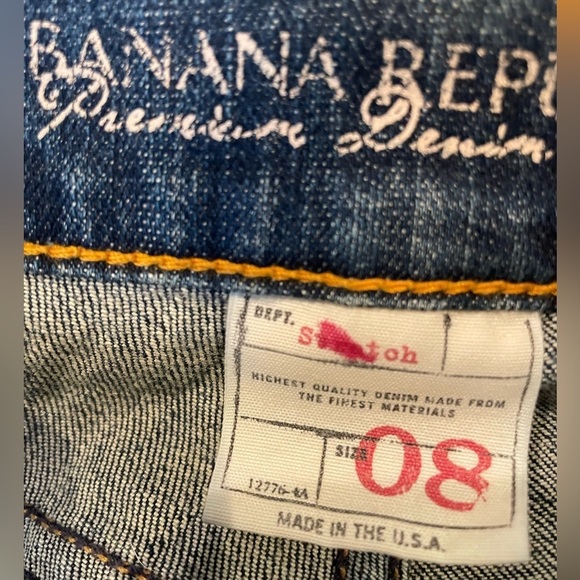 BANANA REPU
Premium Denim.
DEPT.
Stretch
HIGHEST QUALITY DENIM MADE FROM
THE FINEST MATERIALS
SIZE 08
12776-4A
MADE IN THE U.S.A.